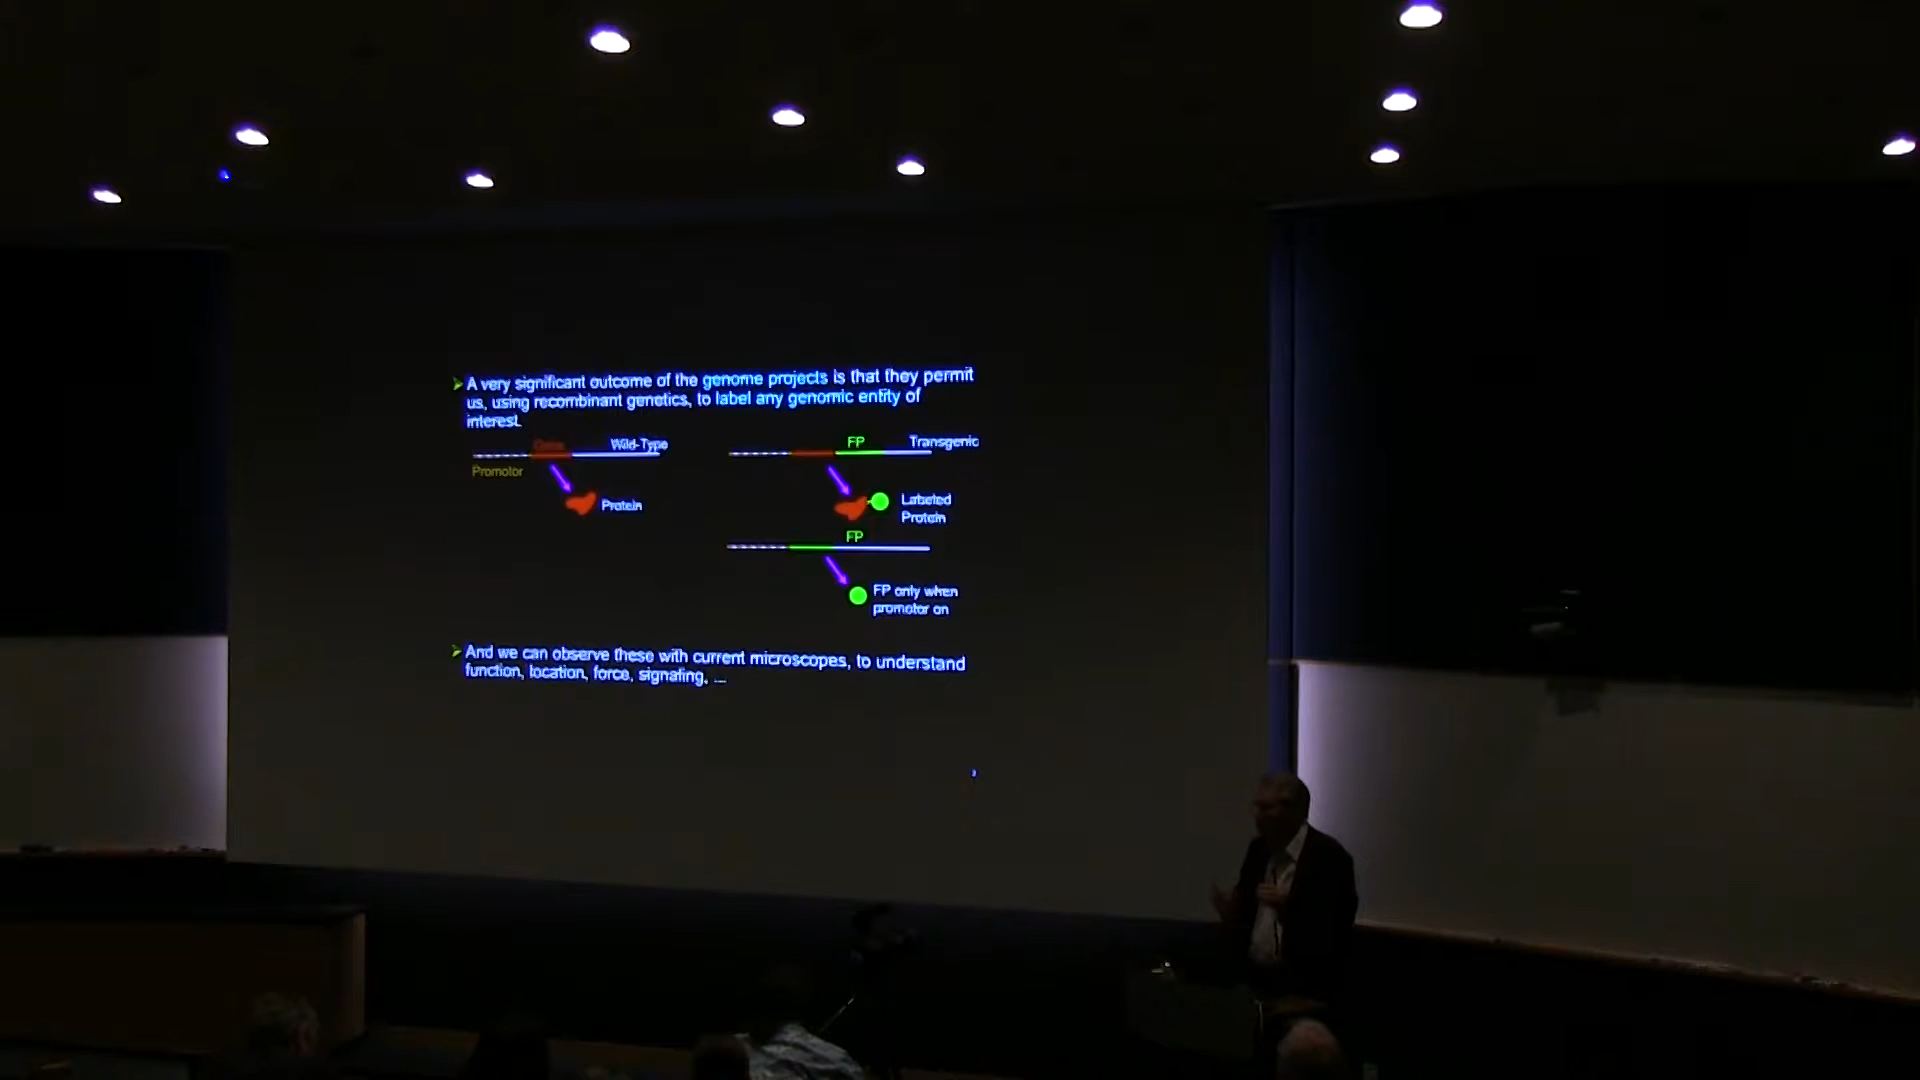 A very significant outcome of the genome projects is that they permit
us, using recombinant genetics, to label any genomic entity of
interest.
Gene Wild-Type
Promotor
Protein
FP Transgenic
Labeled
Protein
FP
FP only when
promotor on
And we can observe these with current microscopes, to understand
function, location, force, signaling, ...